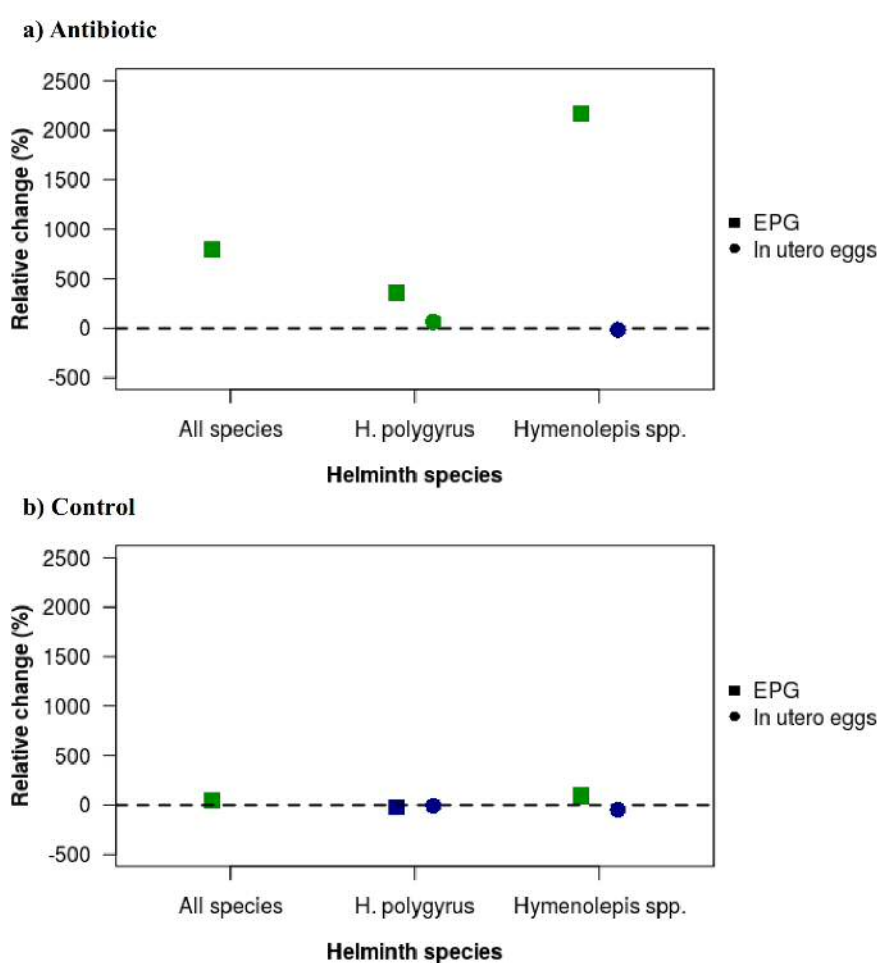 a) Antibiotic
2500
2000
1500
1000
500
0
-500
Relative change (%)
EPG
In utero eggs
All species H. polygyrus Hymenolepis spp.
Helminth species
b) Control
2500
2000
1500
1000
500
0
-500
Relative change (%)
EPG
In utero eggs
All species H. polygyrus Hymenolepis spp.
Helminth species